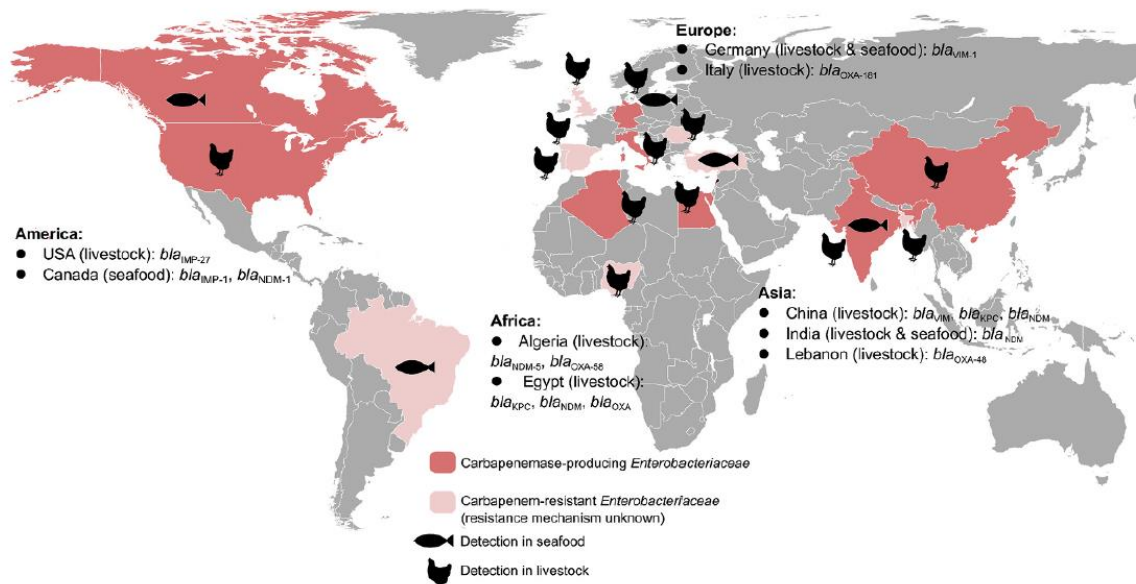 Europe:
● Germany (livestock & seafood): blaVIM-1
● Italy (livestock): blaOXA-181
America:
● USA (livestock): blaIMP-27
● Canada (seafood): blaIMP-1, blaNDM-1
Africa:
● Algeria (livestock):
blaNDM-5, blaOXA-58
● Egypt (livestock):
blaKPC, blaNDM, blaOXA
Asia:
● China (livestock): blaVIM, blaKPC, blaNDM
● India (livestock & seafood): blaNDM
● Lebanon (livestock): blaOXA-48
Carbapenemase-producing Enterobacteriaceae
Carbapenem-resistant Enterobacteriaceae
(resistance mechanism unknown)
Detection in seafood
Detection in livestock